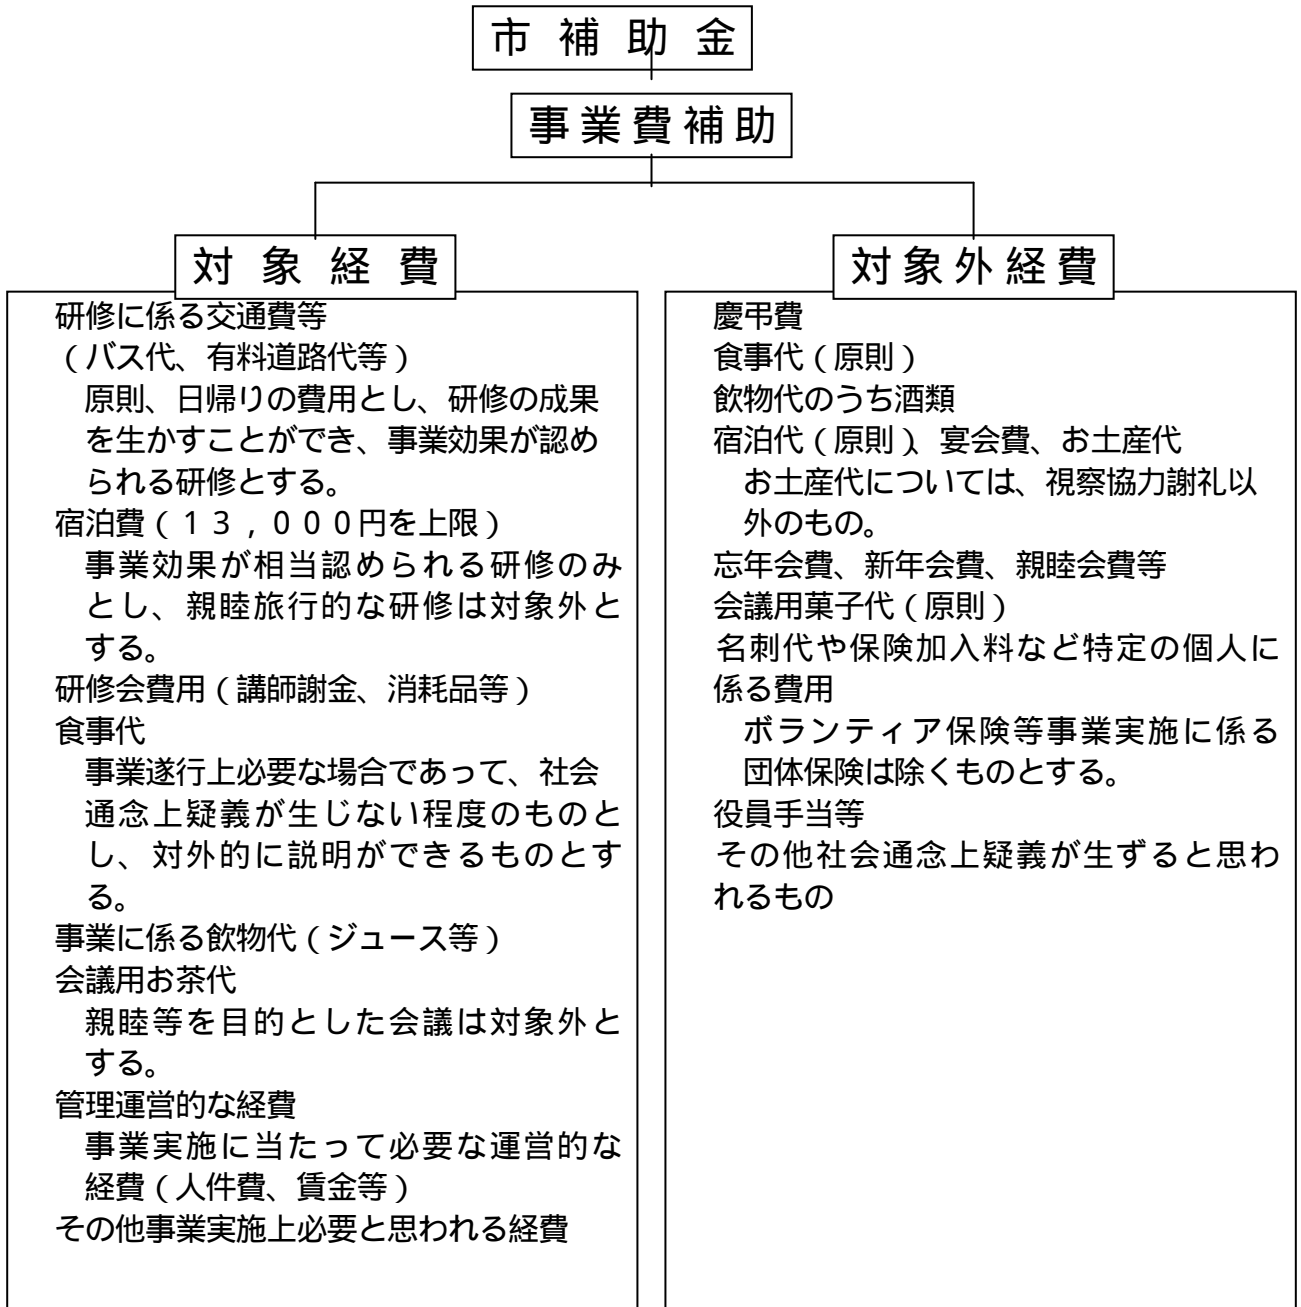 市補助金
事業費補助
対象経費
研修に係る交通費等
（バス代、有料道路代等）
原則、日帰りの費用とし、研修の成果
を生かすことができ、事業効果が認め
られる研修とする。
宿泊費（１３，０００円を上限）
事業効果が相当認められる研修のみ
とし、親睦旅行的な研修は対象外と
する。
研修会費用（講師謝金、消耗品等）
食事代
事業遂行上必要な場合であって、社会
通念上疑義が生じない程度のものと
し、対外的に説明ができるものとす
る。
事業に係る飲物代（ジュース等）
会議用お茶代
親睦等を目的とした会議は対象外と
する。
管理運営的な経費
事業実施に当たって必要な運営的な
経費（人件費、賃金等）
その他事業実施上必要と思われる経費
対象外経費
慶弔費
食事代（原則）
飲物代のうち酒類
宿泊代（原則）、宴会費、お土産代
お土産代については、視察協力謝礼以
外のもの。
忘年会費、新年会費、親睦会費等
会議用菓子代（原則）
名刺代や保険加入料など特定の個人に
係る費用
ボランティア保険等事業実施に係る
団体保険は除くものとする。
役員手当等
その他社会通念上疑義が生ずると思わ
れるもの